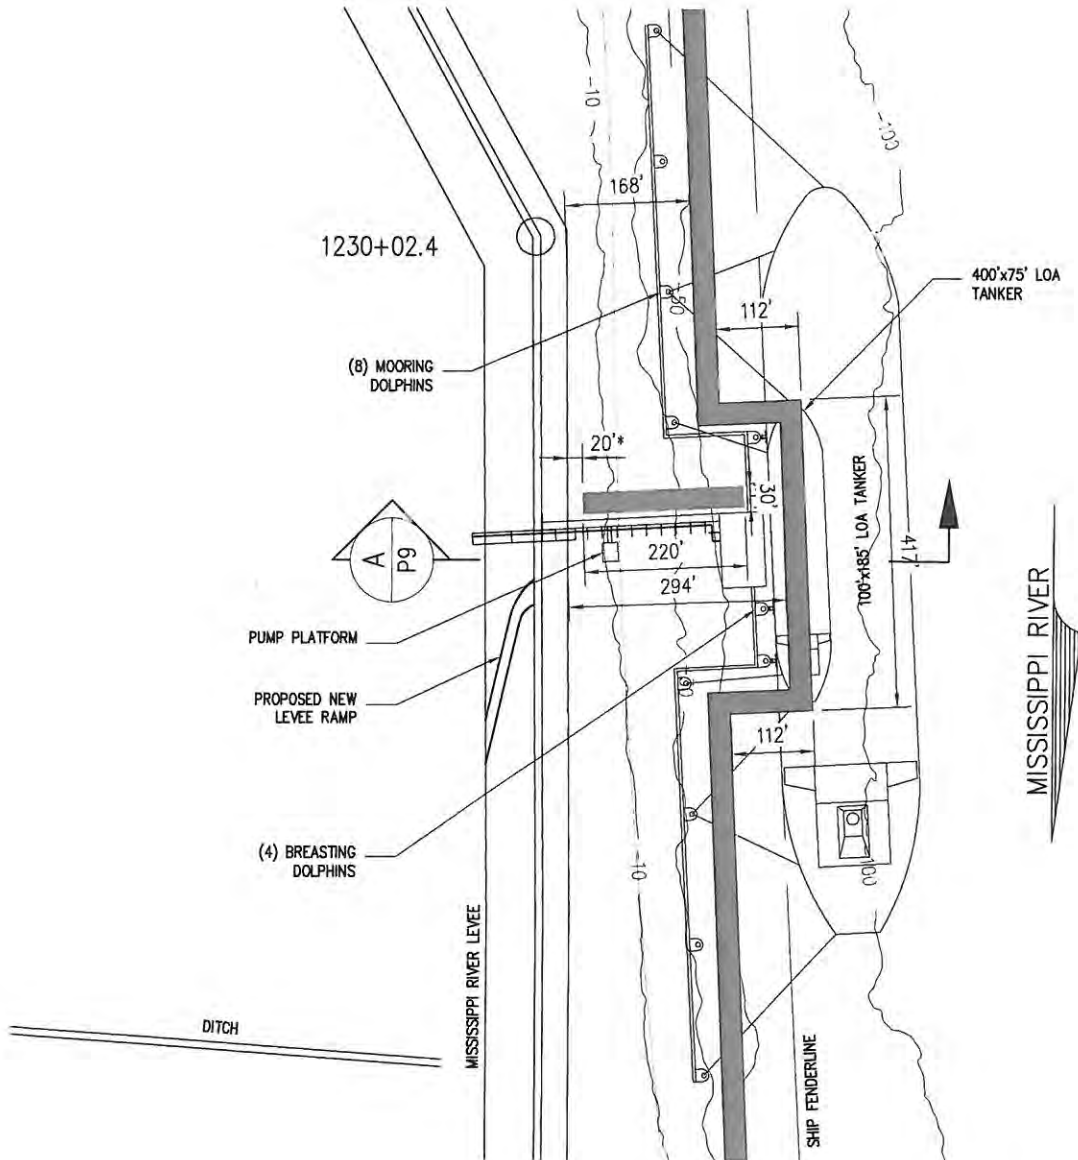 -10
-100
168'
1230+02.4
400'x75' LOA
TANKER
112'
(8) MOORING
DOLPHINS
20'*
30'
A
P9
220'
294'
100'x185' LOA TANKER
417'
MISSISSIPPI RIVER
PUMP PLATFORM
PROPOSED NEW
LEVEE RAMP
112'
(4) BREASTING
DOLPHINS
-10
MISSISSIPPI RIVER LEVEE
DITCH
SHIP FENDERLINE